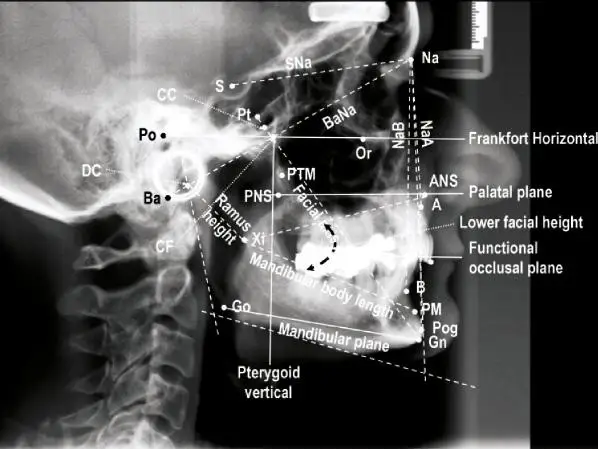 SNa
Na
S
CC
Pt
BaNa
NaB
NaA
Po
Frankfort Horizontal
Or
DC
PTM
ANS
Ba
PNS
Facial
Palatal plane
A
Ramus
height
Lower facial height
CF
Xi
Functional
occlusal plane
Mandibular body length
B
Go
PM
Mandibular plane
Pog
Gn
Pterygoid
vertical